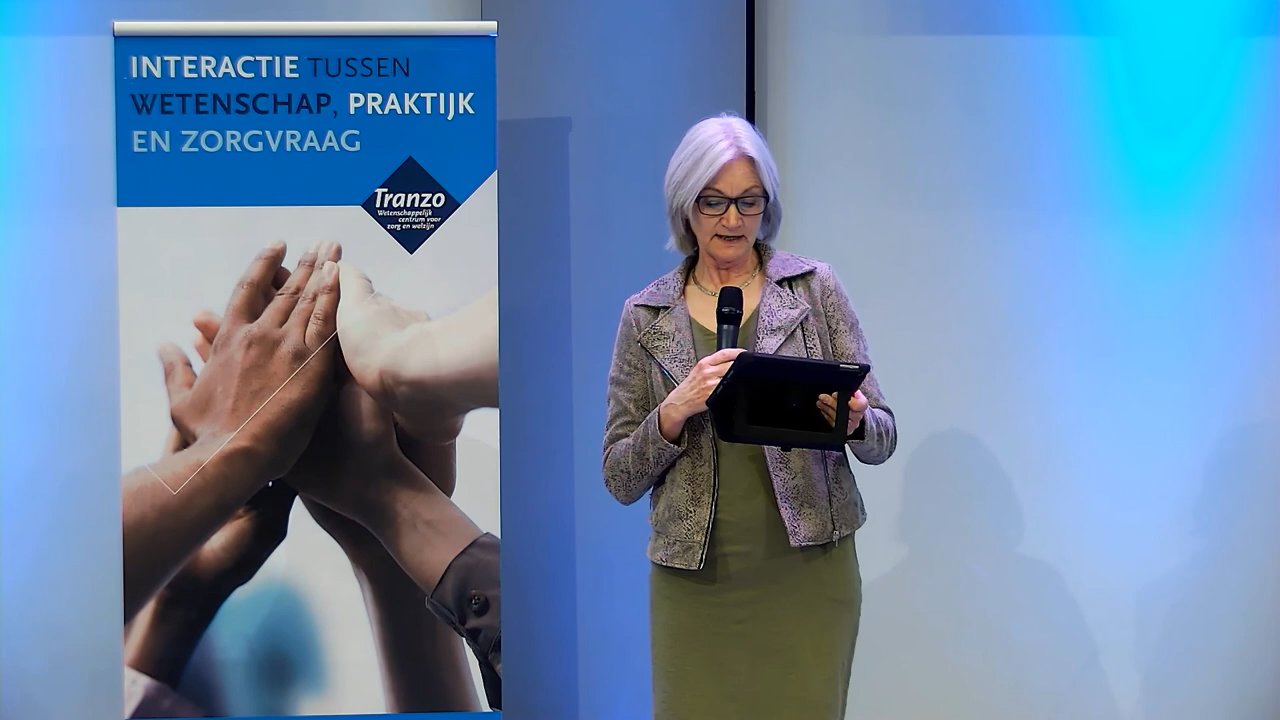 INTERACTIE TUSSEN
WETENSCHAP, PRAKTIJK
EN ZORGVRAAG
Tranzo
Wetenschappelijk
centrum voor
zorg en welzijn